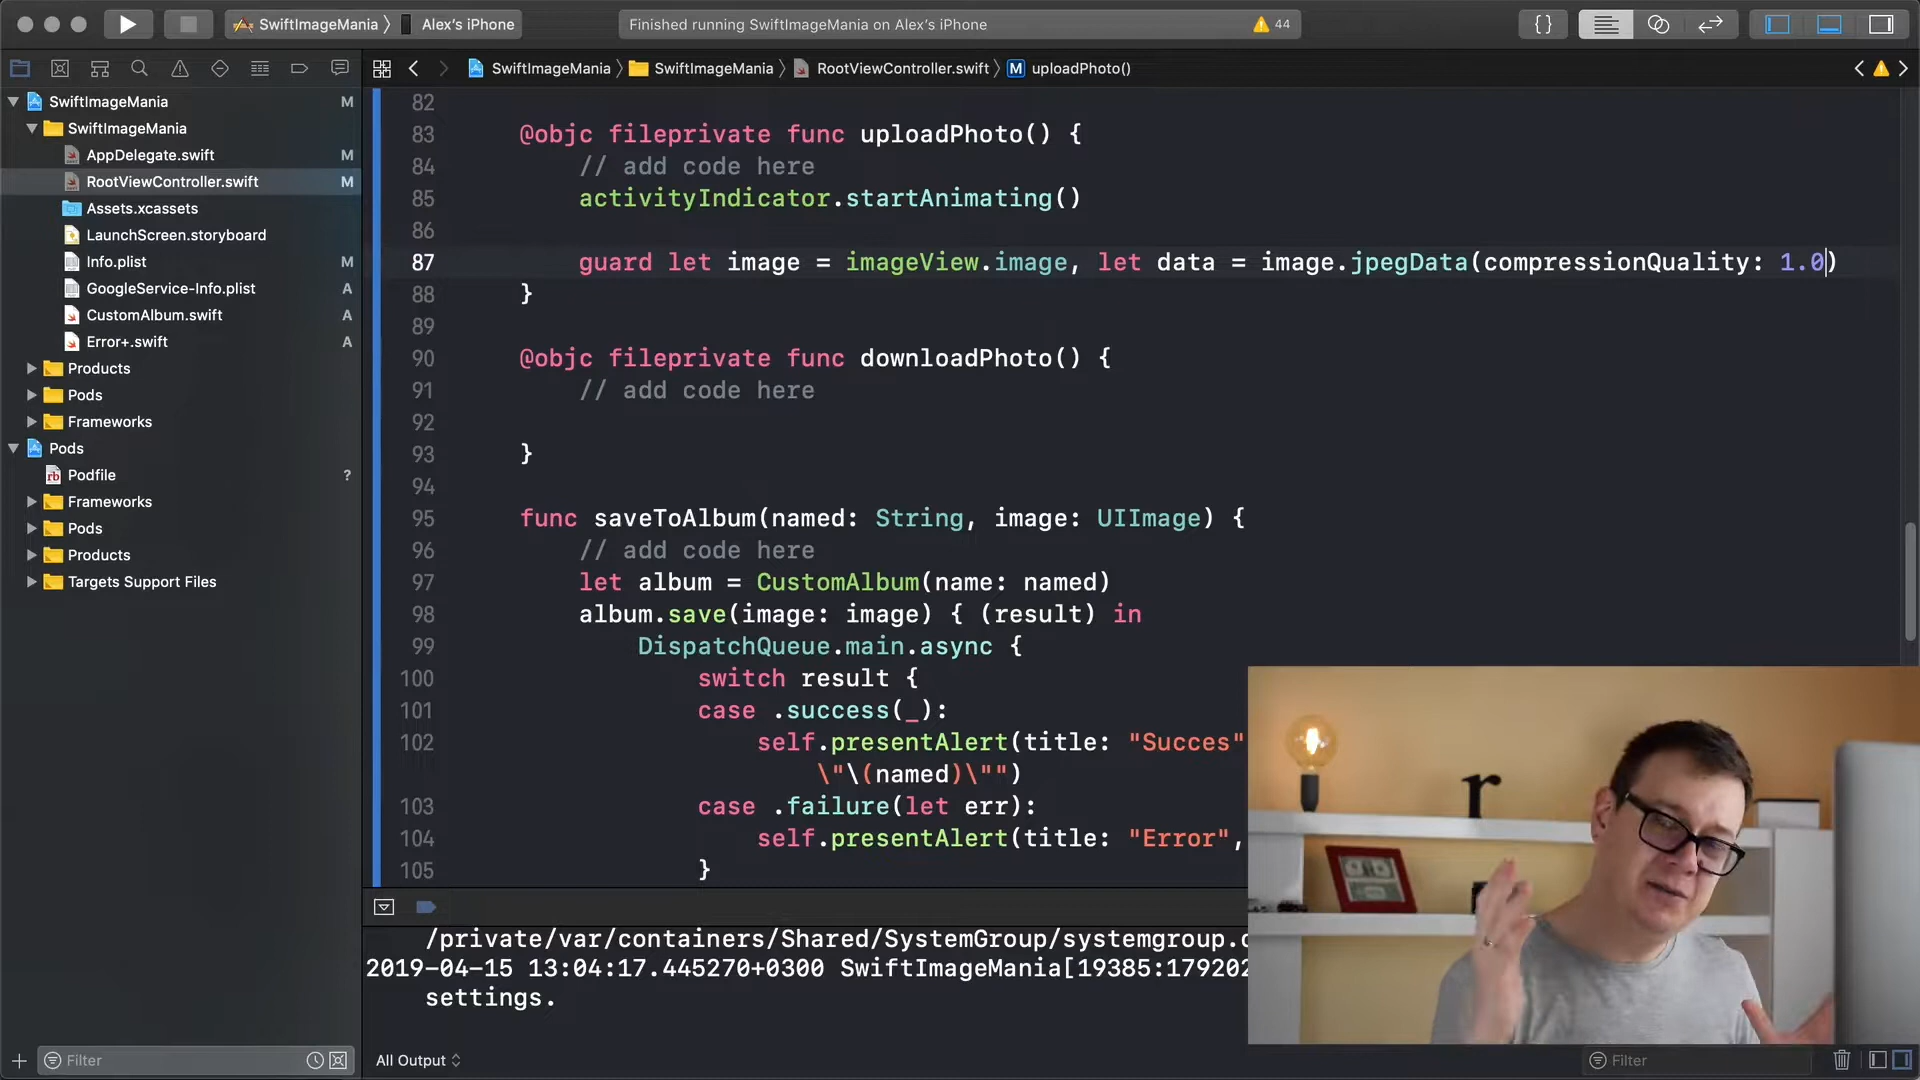 SwiftImageMania
Alex's iPhone
Finished running SwiftImageMania on Alex's iPhone
44
{}
SwiftImageMania
SwiftImageMania
RootViewController.swift
M
uploadPhoto()
SwiftImageMania M
SwiftImageMania
AppDelegate.swift M
RootViewController.swift M
Assets.xcassets
LaunchScreen.storyboard
Info.plist M
GoogleService-Info.plist A
CustomAlbum.swift A
Error+.swift A
Products
Pods
Frameworks
Pods
rb Podfile ?
Frameworks
Pods
Products
Targets Support Files
Filter
82
83 @objc fileprivate func uploadPhoto() {
84 // add code here
85 activityIndicator.startAnimating()
86
87 guard let image = imageView.image, let data = image.jpegData(compressionQuality: 1.0)
88 }
89
90 @objc fileprivate func downloadPhoto() {
91 // add code here
92
93 }
94
95 func saveToAlbum(named: String, image: UIImage) {
96 // add code here
97 let album = CustomAlbum(name: named)
98 album.save(image: image) { (result) in
99 DispatchQueue.main.async {
100 switch result {
101 case .success(_):
102 self.presentAlert(title: "Succes"
\"\(named)\"")
103 case .failure(let err):
104 self.presentAlert(title: "Error",
105 }
/private/var/containers/Shared/SystemGroup/systemgroup.
2019-04-15 13:04:17.445270+0300 SwiftImageMania[19385:179202
settings.
r
All Output
Filter